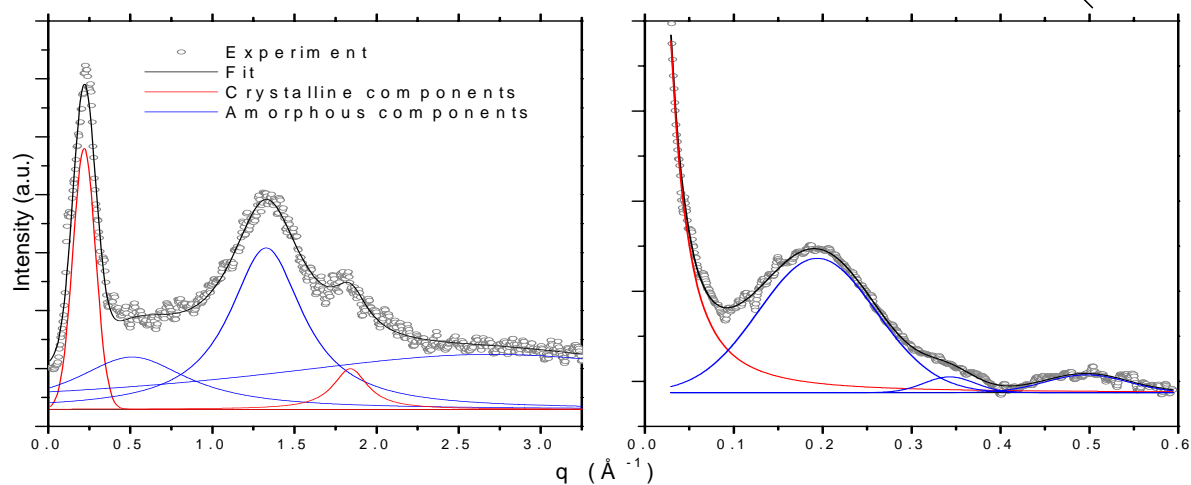 Experiment
Fit
Crystalline components
Amorphous components
Intensity (a.u.)
0.0 0.5 1.0 1.5 2.0 2.5 3.0
0.0 0.1 0.2 0.3 0.4 0.5 0.6
q (Å⁻¹)